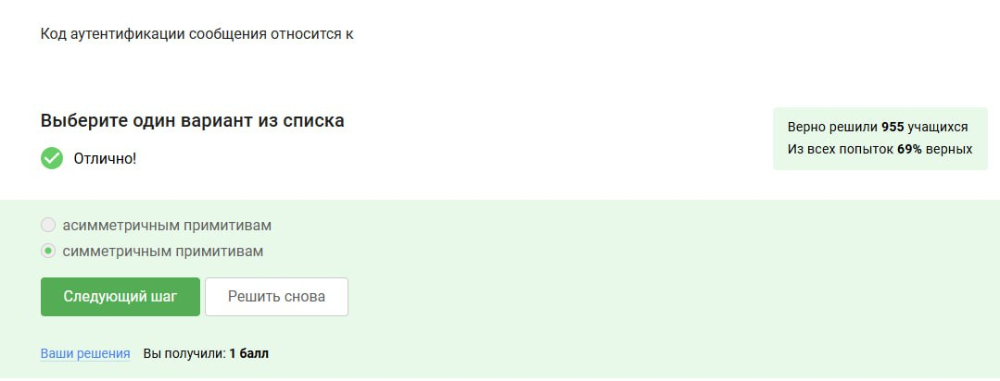 Код аутентификации сообщения относится к
Выберите один вариант из списка
Отлично!
Верно решили 955 учащихся
Из всех попыток 69% верных
асимметричным примитивам
симметричным примитивам
Следующий шаг
Решить снова
Ваши решения Вы получили: 1 балл